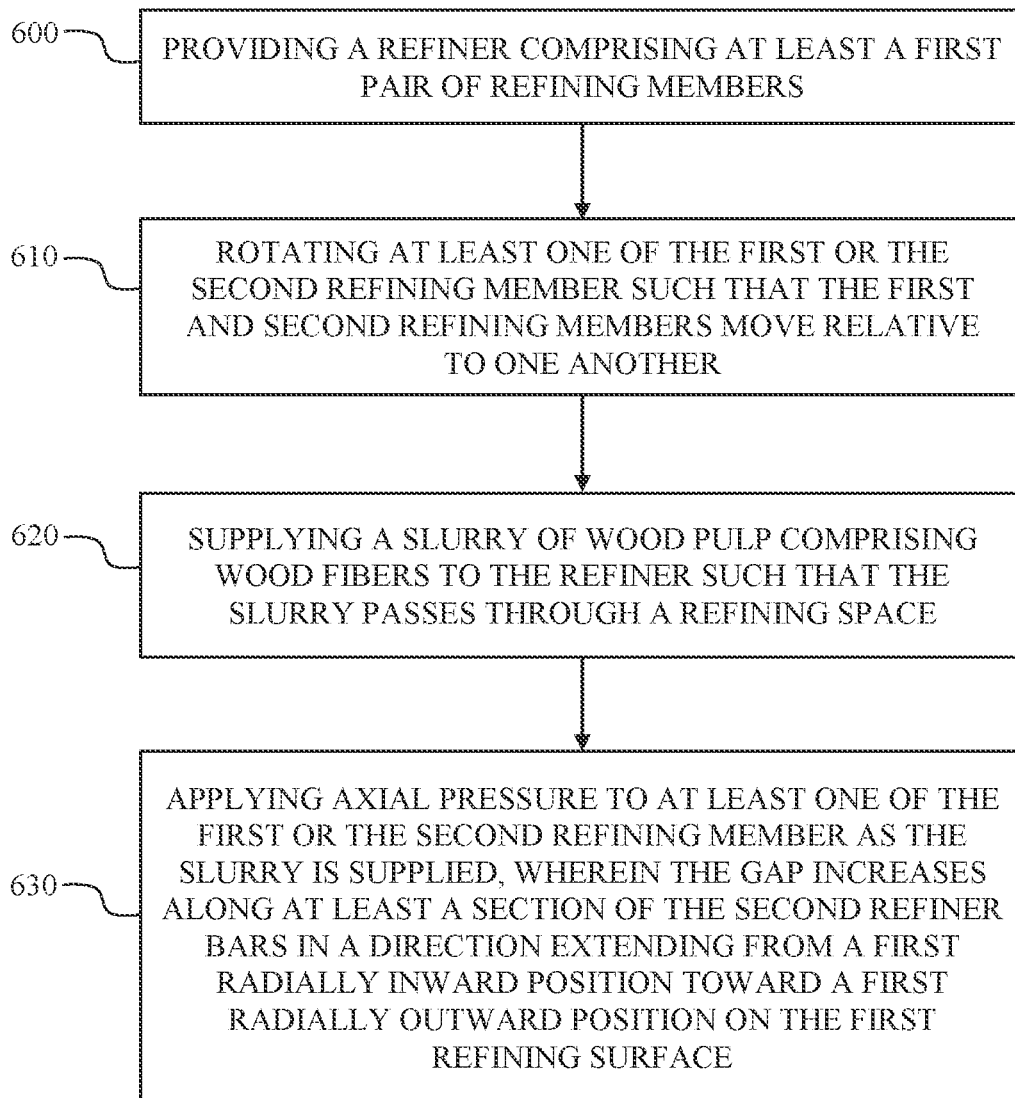 600
PROVIDING A REFINER COMPRISING AT LEAST A FIRST
PAIR OF REFINING MEMBERS
610
ROTATING AT LEAST ONE OF THE FIRST OR THE
SECOND REFINING MEMBER SUCH THAT THE FIRST
AND SECOND REFINING MEMBERS MOVE RELATIVE
TO ONE ANOTHER
620
SUPPLYING A SLURRY OF WOOD PULP COMPRISING
WOOD FIBERS TO THE REFINER SUCH THAT THE
SLURRY PASSES THROUGH A REFINING SPACE
630
APPLYING AXIAL PRESSURE TO AT LEAST ONE OF THE
FIRST OR THE SECOND REFINING MEMBER AS THE
SLURRY IS SUPPLIED, WHEREIN THE GAP INCREASES
ALONG AT LEAST A SECTION OF THE SECOND REFINER
BARS IN A DIRECTION EXTENDING FROM A FIRST
RADIALLY INWARD POSITION TOWARD A FIRST
RADIALLY OUTWARD POSITION ON THE FIRST
REFINING SURFACE